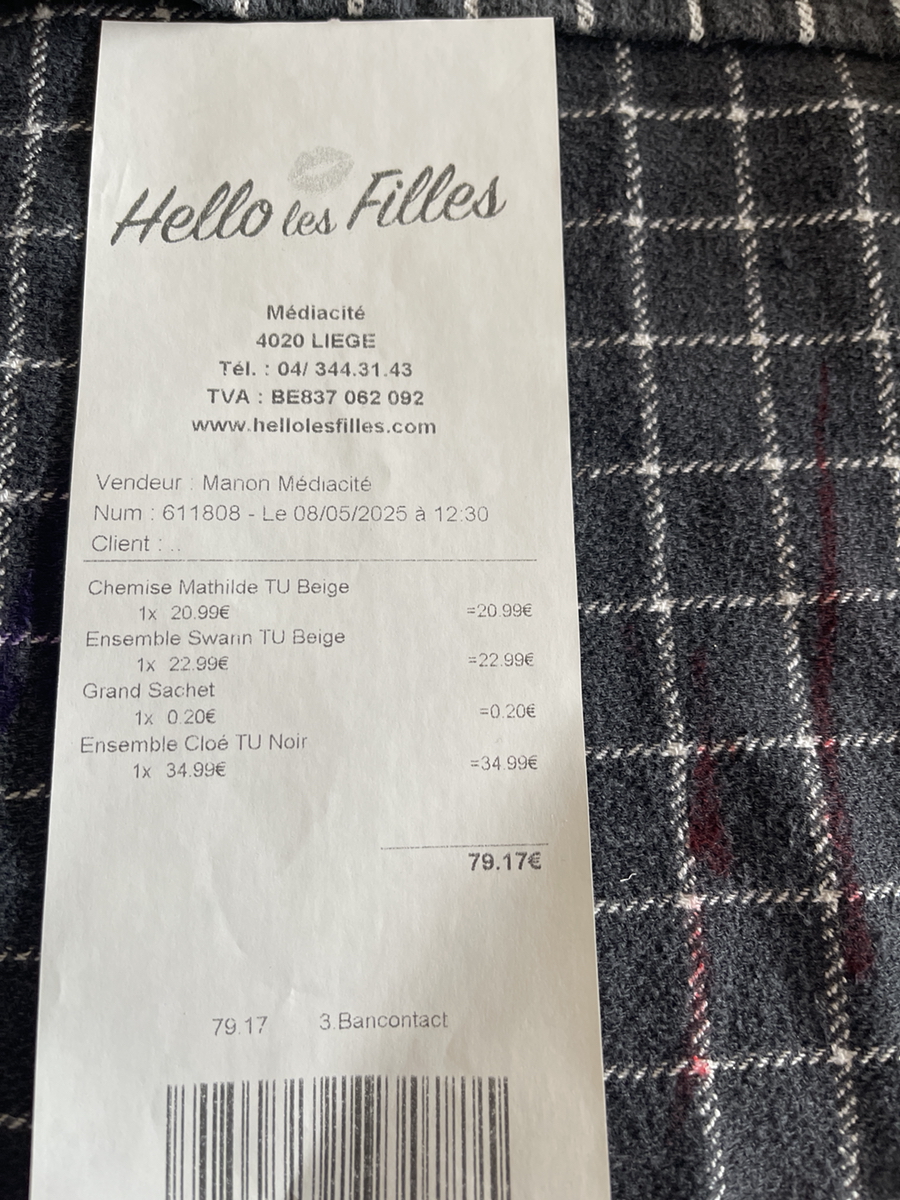 Hello les Filles
Médiacité
4020 LIEGE
Tél. : 04/ 344.31.43
TVA : BE837 062 092
www.hellolesfilles.com
Vendeur : Manon Médiacité
Num : 611808 - Le 08/05/2025 à 12:30
Client : ..
Chemise Mathilde TU Beige
1x 20.99€ =20.99€
Ensemble Swann TU Beige
1x 22.99€ =22.99€
Grand Sachet
1x 0.20€ =0.20€
Ensemble Cloé TU Noir
1x 34.99€ =34.99€
79.17€
79.17 3.Bancontact